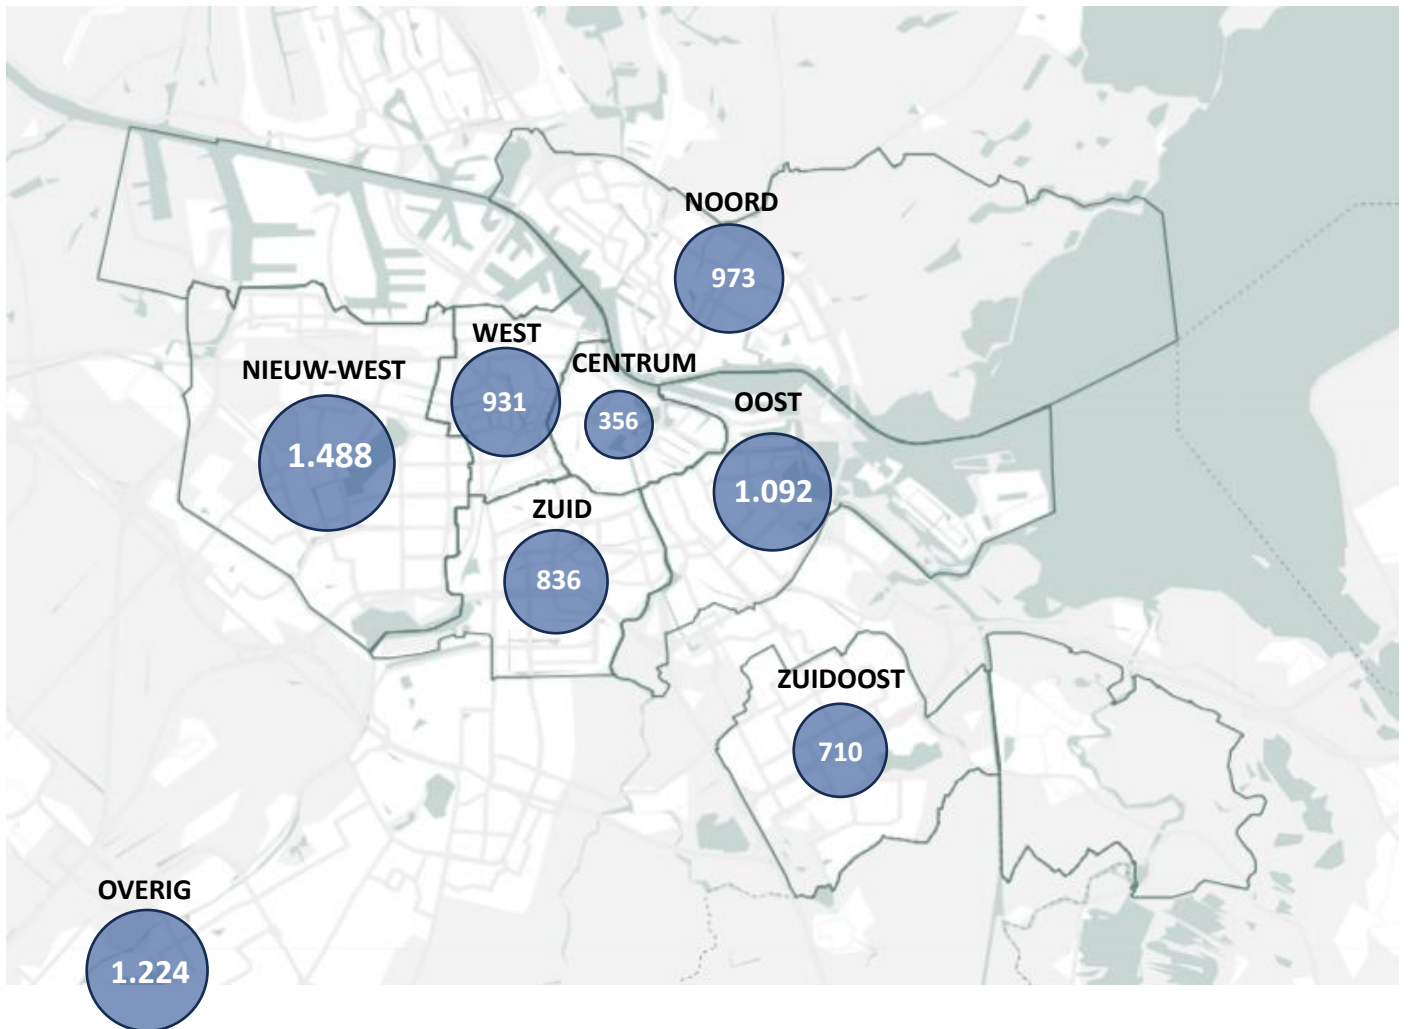 NOORD
973
WEST
931
CENTRUM
356
NIEUW-WEST
1.488
OOST
1.092
ZUID
836
ZUIDOOST
710
OVERIG
1.224